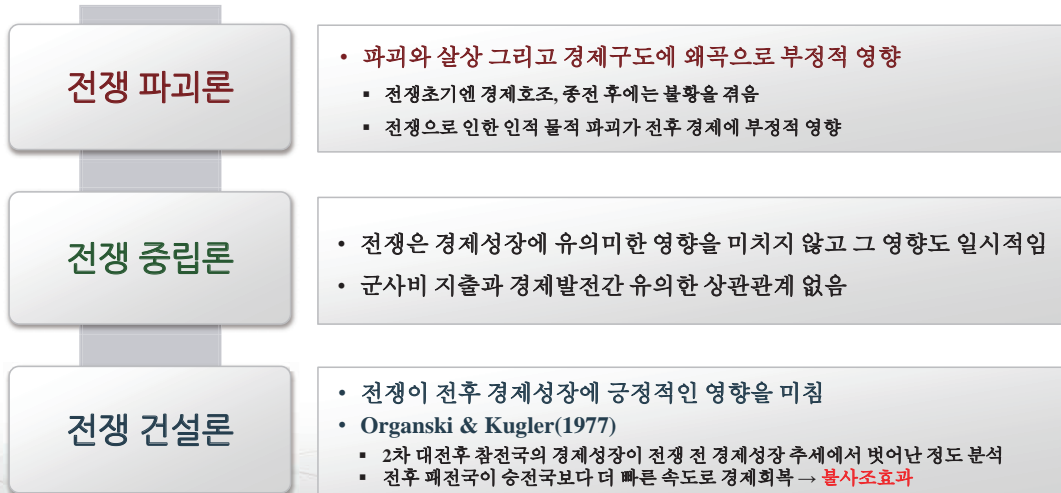 전쟁 파괴론
• 파괴와 살상 그리고 경제구도에 왜곡으로 부정적 영향
▪ 전쟁초기엔 경제호조, 종전 후에는 불황을 겪음
▪ 전쟁으로 인한 인적 물적 파괴가 전후 경제에 부정적 영향
전쟁 중립론
• 전쟁은 경제성장에 유의미한 영향을 미치지 않고 그 영향도 일시적임
• 군사비 지출과 경제발전간 유의한 상관관계 없음
전쟁 건설론
• 전쟁이 전후 경제성장에 긍정적인 영향을 미침
• Organski & Kugler(1977)
▪ 2차 대전후 참전국의 경제성장이 전쟁 전 경제성장 추세에서 벗어난 정도 분석
▪ 전후 패전국이 승전국보다 더 빠른 속도로 경제회복 → 불사조효과